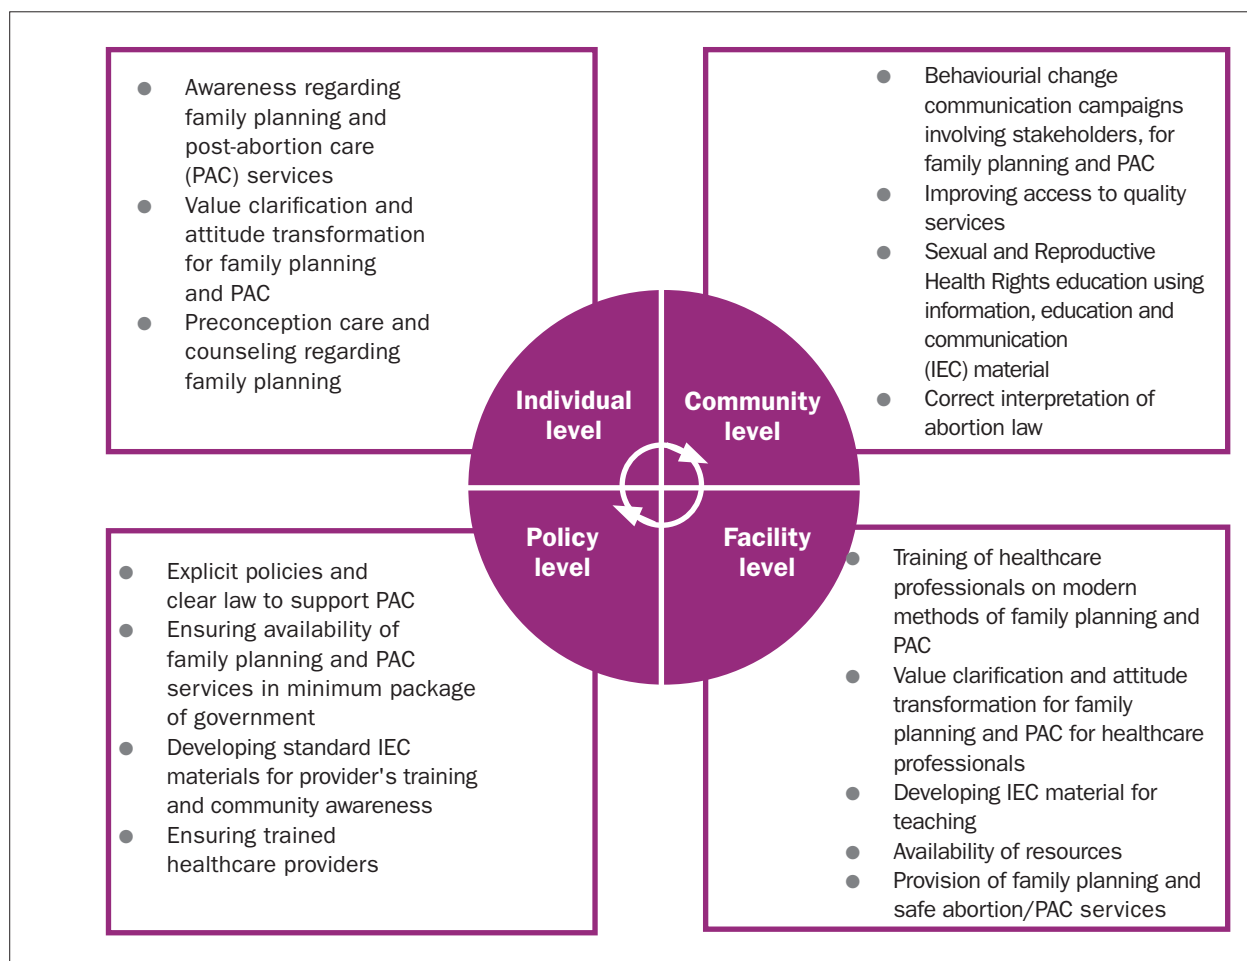 Awareness regarding
family planning and
post-abortion care
(PAC) services
Value clarification and
attitude transformation
for family planning
and PAC
Preconception care and
counseling regarding
family planning
Behaviourial change
communication campaigns
involving stakeholders, for
family planning and PAC
Improving access to quality
services
Sexual and Reproductive
Health Rights education using
information, education and
communication
(IEC) material
Correct interpretation of
abortion law
Individual
level
Community
level
Policy
level
Facility
level
Explicit policies and
clear law to support PAC
Ensuring availability of
family planning and PAC
services in minimum package
of government
Developing standard IEC
materials for provider's training
and community awareness
Ensuring trained
healthcare providers
Training of healthcare
professionals on modern
methods of family planning and
PAC
Value clarification and attitude
transformation for family
planning and PAC for healthcare
professionals
Developing IEC material for
teaching
Availability of resources
Provision of family planning and
safe abortion/PAC services